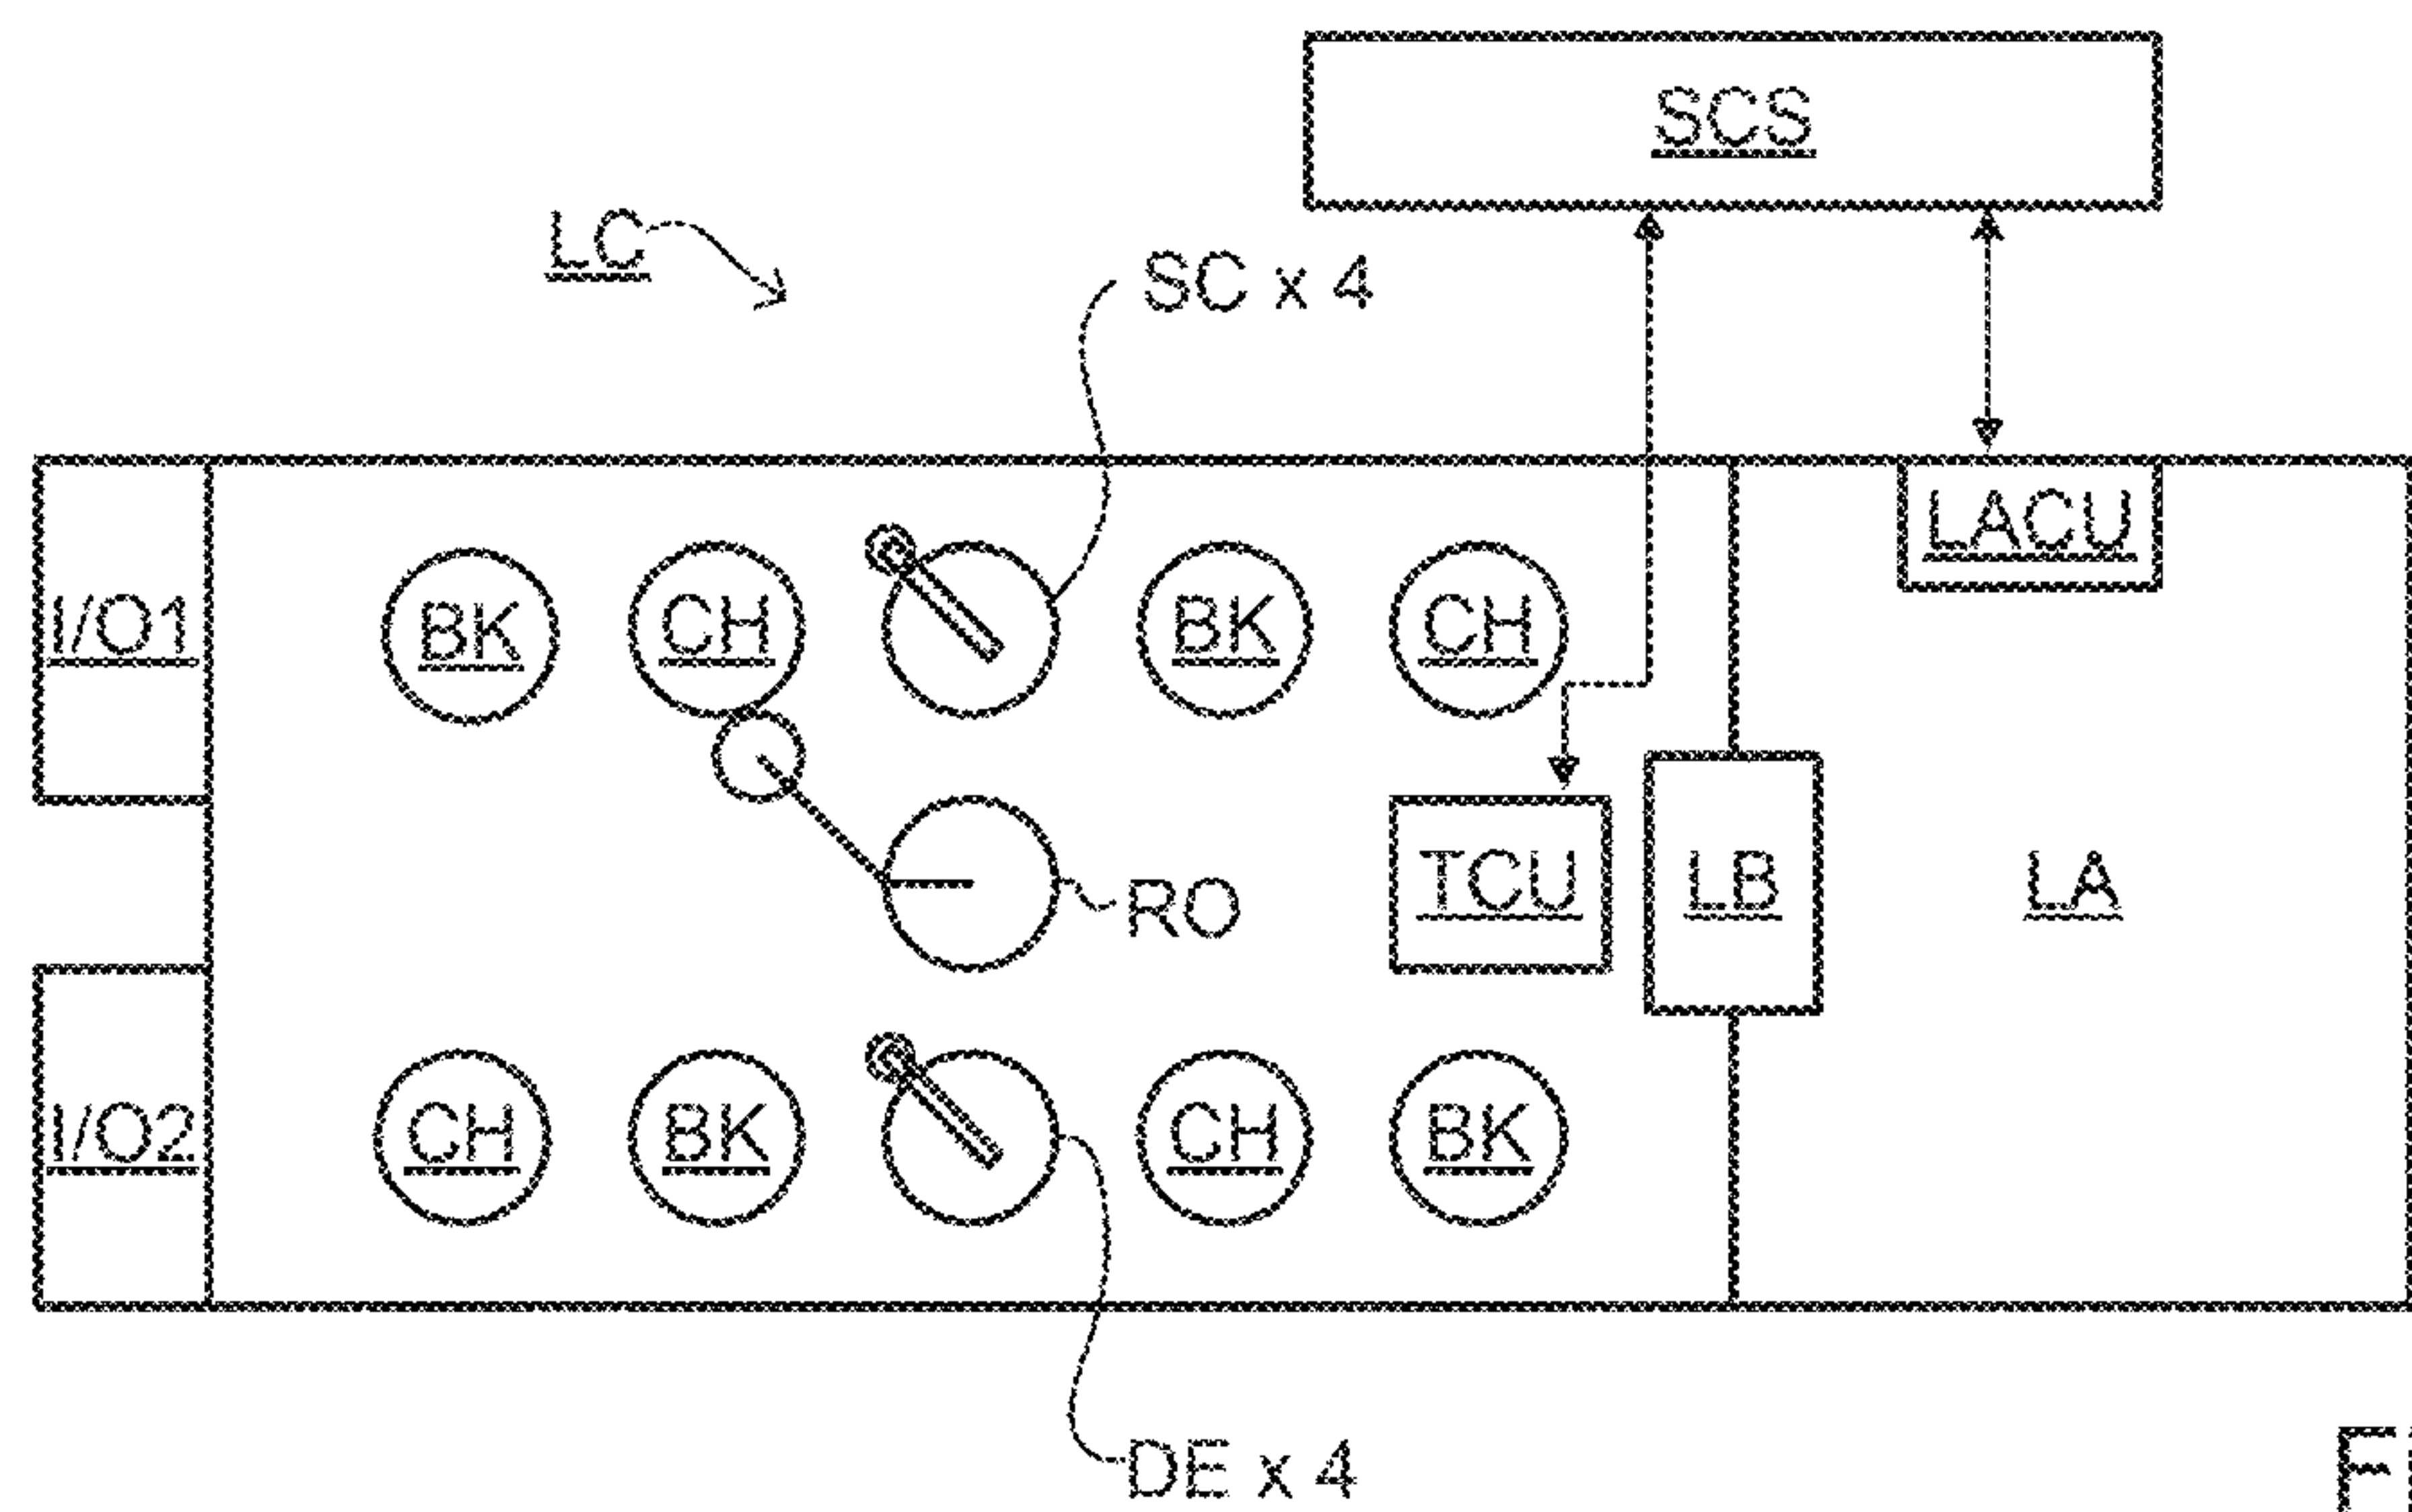 SCS
LC
SC x 4
LACU
I/O1
BK
CH
BK
CH
TCU
LB
LA
RO
I/O2
CH
BK
CH
BK
DE x 4